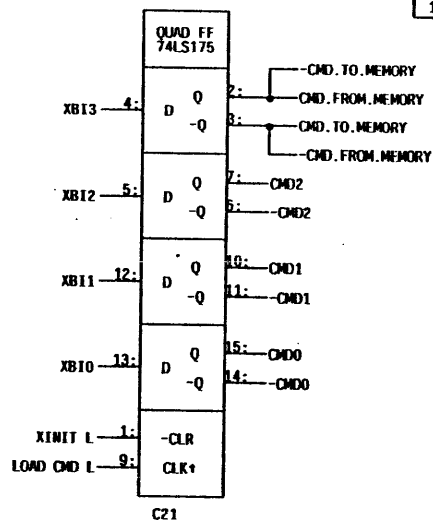 1
QUAD FF
74LS175
-CMD.TO.MEMORY
XBI3 4: D Q 2: CMD.FROM.MEMORY
-Q 3: CMD.TO.MEMORY
-CMD.FROM.MEMORY
XBI2 5: D Q 7: CMD2
-Q 6: -CMD2
XBI1 12: D Q 10: CMD1
-Q 11: -CMD1
XBI0 13: D Q 15: CMD0
-Q 14: -CMD0
XINIT L 1: -CLR
LOAD CMD L 9: CLK↑
C21